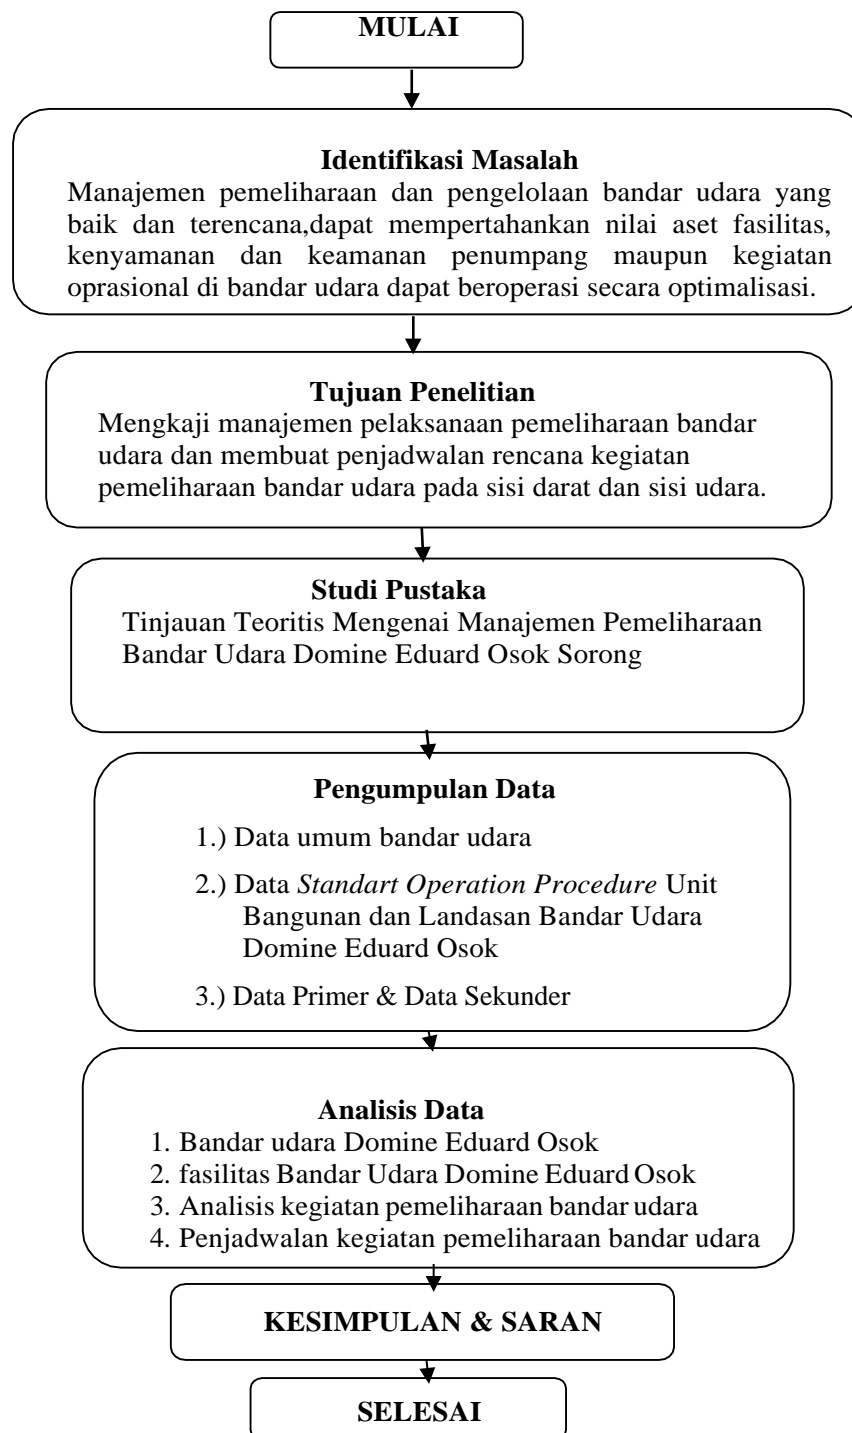 MULAI
Identifikasi Masalah
Manajemen pemeliharaan dan pengelolaan bandar udara yang
baik dan terencana,dapat mempertahankan nilai aset fasilitas,
kenyamanan dan keamanan penumpang maupun kegiatan
oprasional di bandar udara dapat beroperasi secara optimalisasi.
Tujuan Penelitian
Mengkaji manajemen pelaksanaan pemeliharaan bandar
udara dan membuat penjadwalan rencana kegiatan
pemeliharaan bandar udara pada sisi darat dan sisi udara.
Studi Pustaka
Tinjauan Teoritis Mengenai Manajemen Pemeliharaan
Bandar Udara Domine Eduard Osok Sorong
Pengumpulan Data
1.) Data umum bandar udara
2.) Data Standart Operation Procedure Unit
Bangunan dan Landasan Bandar Udara
Domine Eduard Osok
3.) Data Primer & Data Sekunder
Analisis Data
1. Bandar udara Domine Eduard Osok
2. fasilitas Bandar Udara Domine Eduard Osok
3. Analisis kegiatan pemeliharaan bandar udara
4. Penjadwalan kegiatan pemeliharaan bandar udara
KESIMPULAN & SARAN
SELESAI